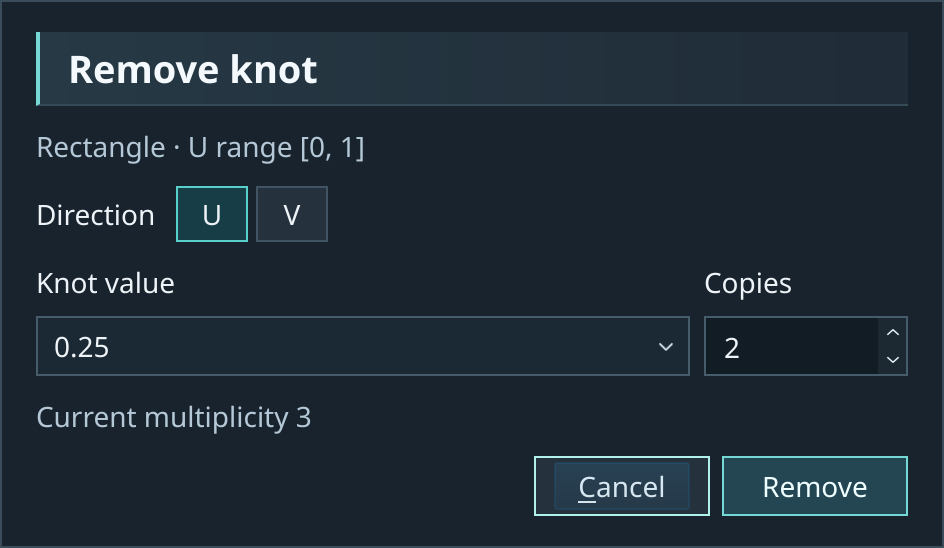 Remove knot
Rectangle · U range [0, 1]
Direction U V
Knot value Copies
0.25 2
Current multiplicity 3
Cancel Remove